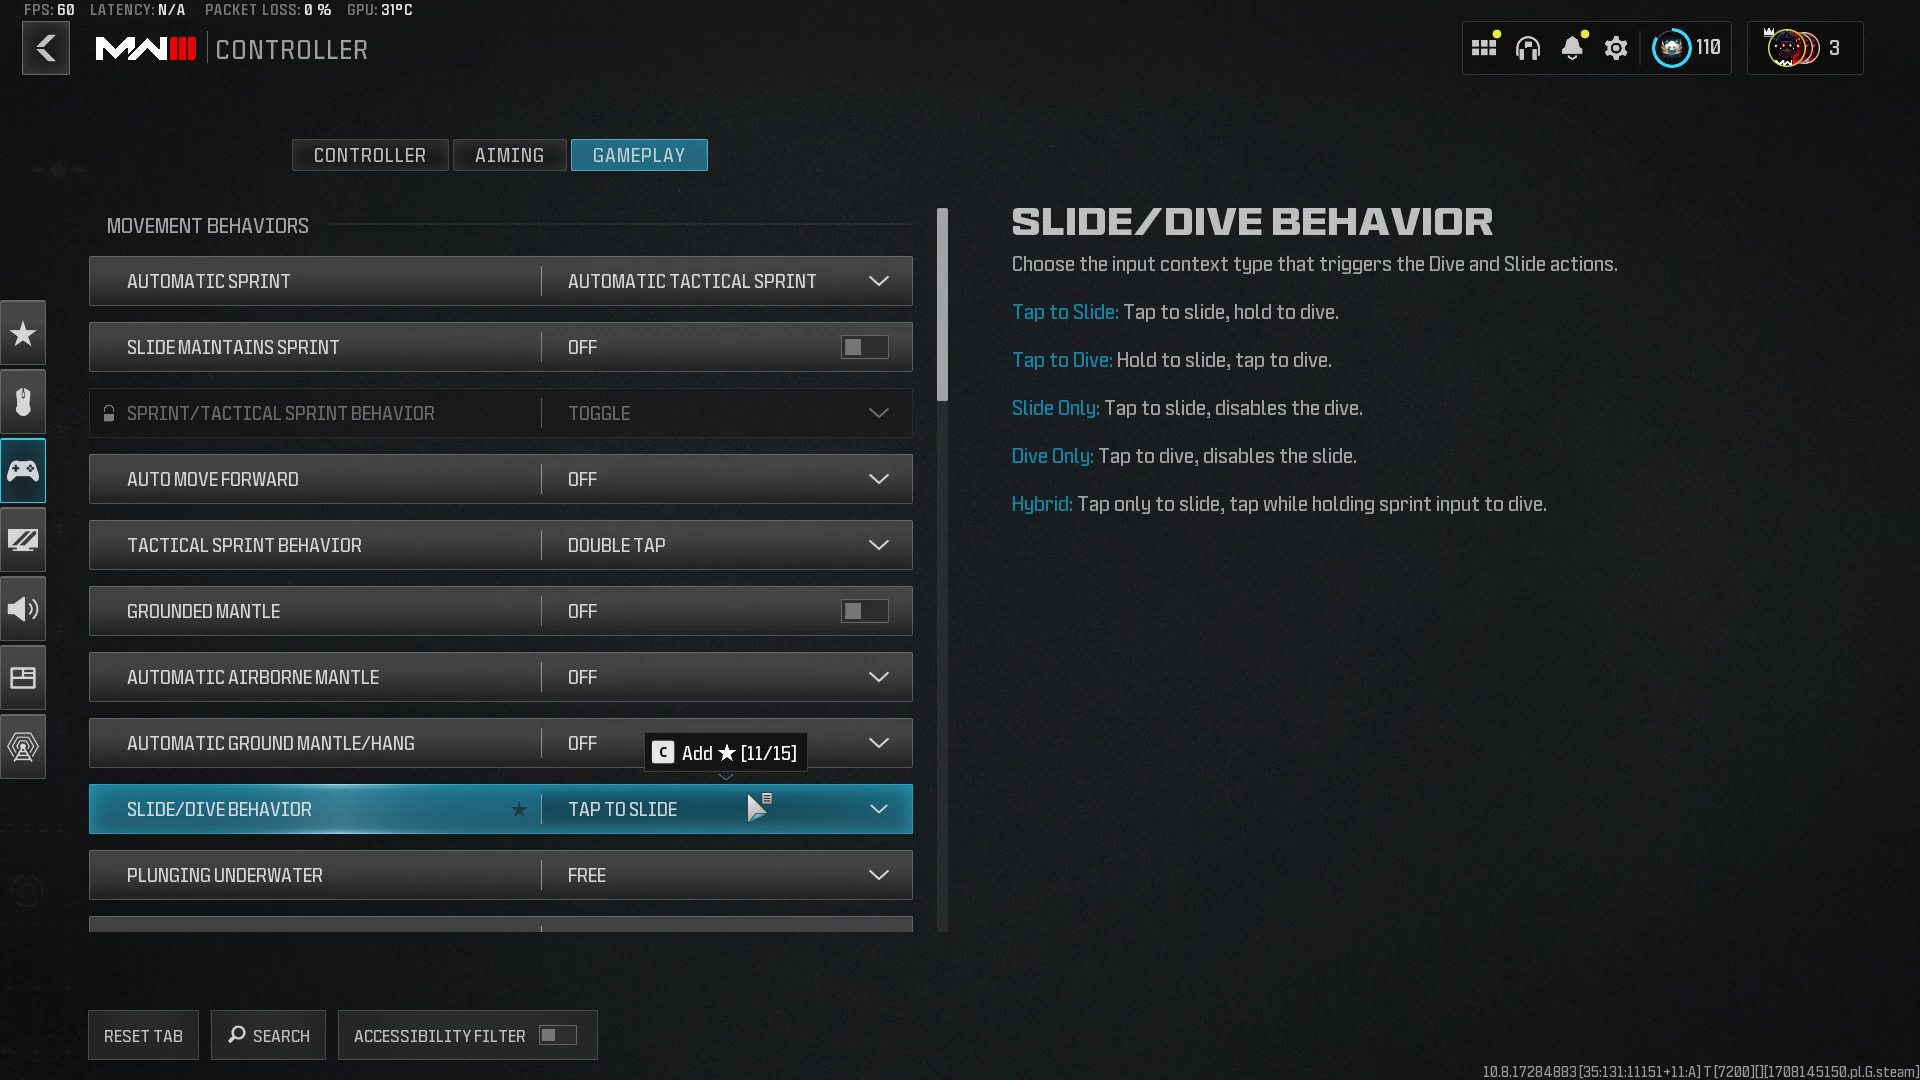 FPS: 60 LATENCY: N/A PACKET LOSS: 0 % GPU: 31°C
MWIII CONTROLLER
110
3
CONTROLLER
AIMING
GAMEPLAY
MOVEMENT BEHAVIORS
AUTOMATIC SPRINT AUTOMATIC TACTICAL SPRINT
SLIDE MAINTAINS SPRINT OFF
SPRINT/TACTICAL SPRINT BEHAVIOR TOGGLE
AUTO MOVE FORWARD OFF
TACTICAL SPRINT BEHAVIOR DOUBLE TAP
GROUNDED MANTLE OFF
AUTOMATIC AIRBORNE MANTLE OFF
AUTOMATIC GROUND MANTLE/HANG OFF
C Add ★ [11/15]
SLIDE/DIVE BEHAVIOR TAP TO SLIDE
PLUNGING UNDERWATER FREE
SLIDE/DIVE BEHAVIOR
Choose the input context type that triggers the Dive and Slide actions.
Tap to Slide: Tap to slide, hold to dive.
Tap to Dive: Hold to slide, tap to dive.
Slide Only: Tap to slide, disables the dive.
Dive Only: Tap to dive, disables the slide.
Hybrid: Tap only to slide, tap while holding sprint input to dive.
RESET TAB
SEARCH
ACCESSIBILITY FILTER
10.8.17284883 [35:131:11151+11:A] T [7200][][1708145150.pl.G.steam]